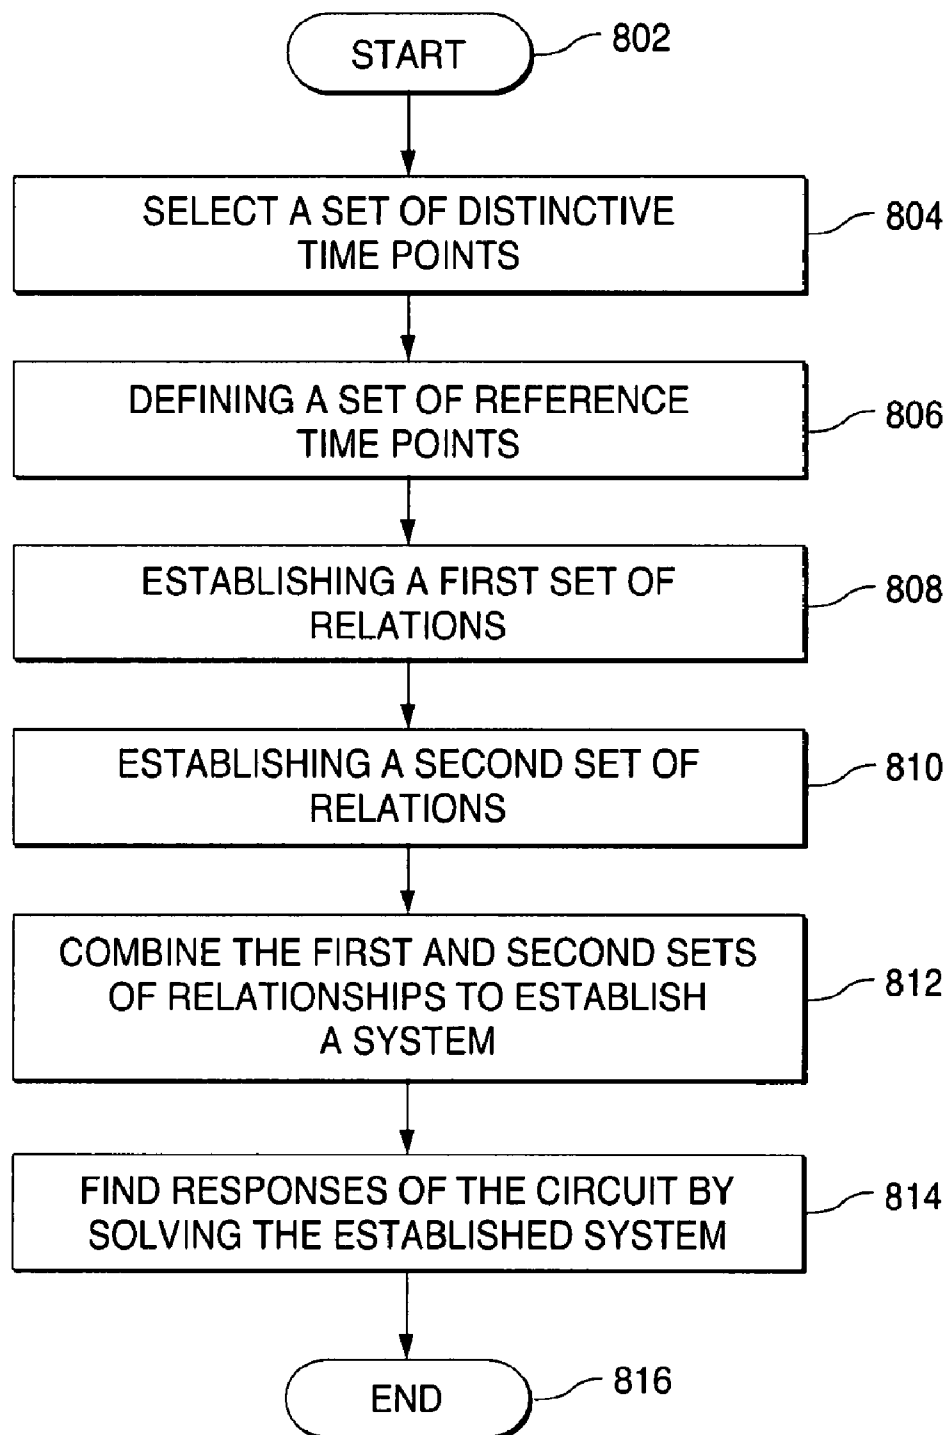 START
802
SELECT A SET OF DISTINCTIVE
TIME POINTS
804
DEFINING A SET OF REFERENCE
TIME POINTS
806
ESTABLISHING A FIRST SET OF
RELATIONS
808
ESTABLISHING A SECOND SET OF
RELATIONS
810
COMBINE THE FIRST AND SECOND SETS
OF RELATIONSHIPS TO ESTABLISH
A SYSTEM
812
FIND RESPONSES OF THE CIRCUIT BY
SOLVING THE ESTABLISHED SYSTEM
814
END
816